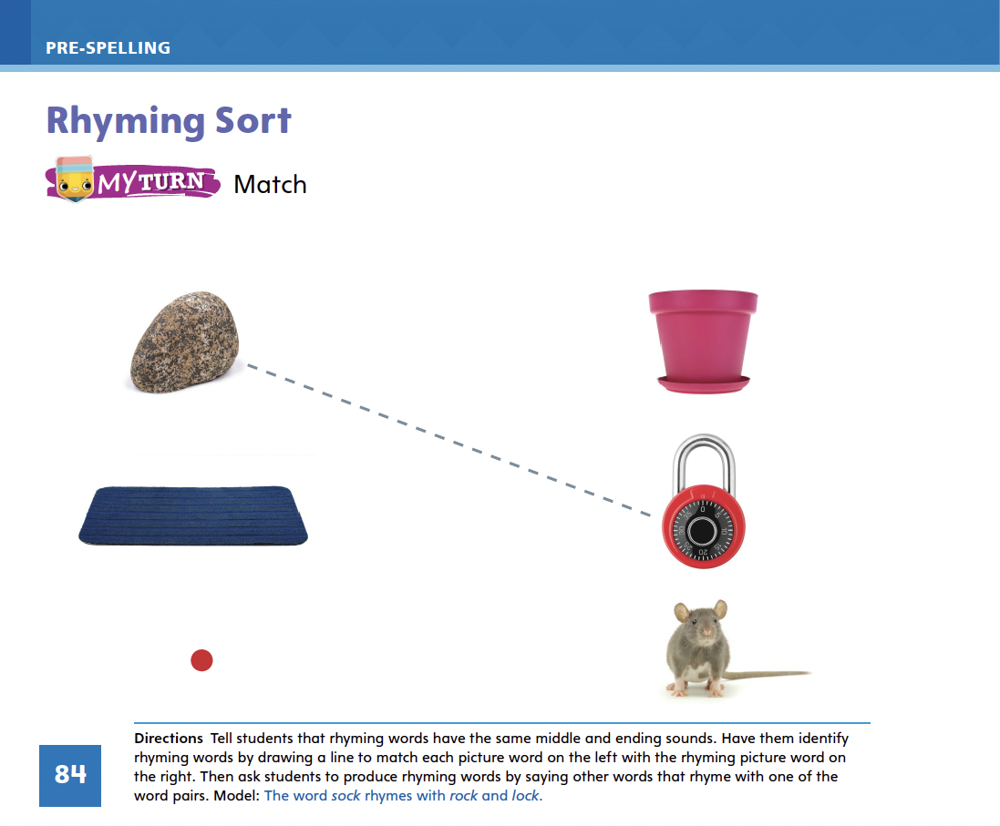 PRE-SPELLING
Rhyming Sort
MY TURN Match
Directions Tell students that rhyming words have the same middle and ending sounds. Have them identify
rhyming words by drawing a line to match each picture word on the left with the rhyming picture word on
the right. Then ask students to produce rhyming words by saying other words that rhyme with one of the
word pairs. Model: The word sock rhymes with rock and lock.
84